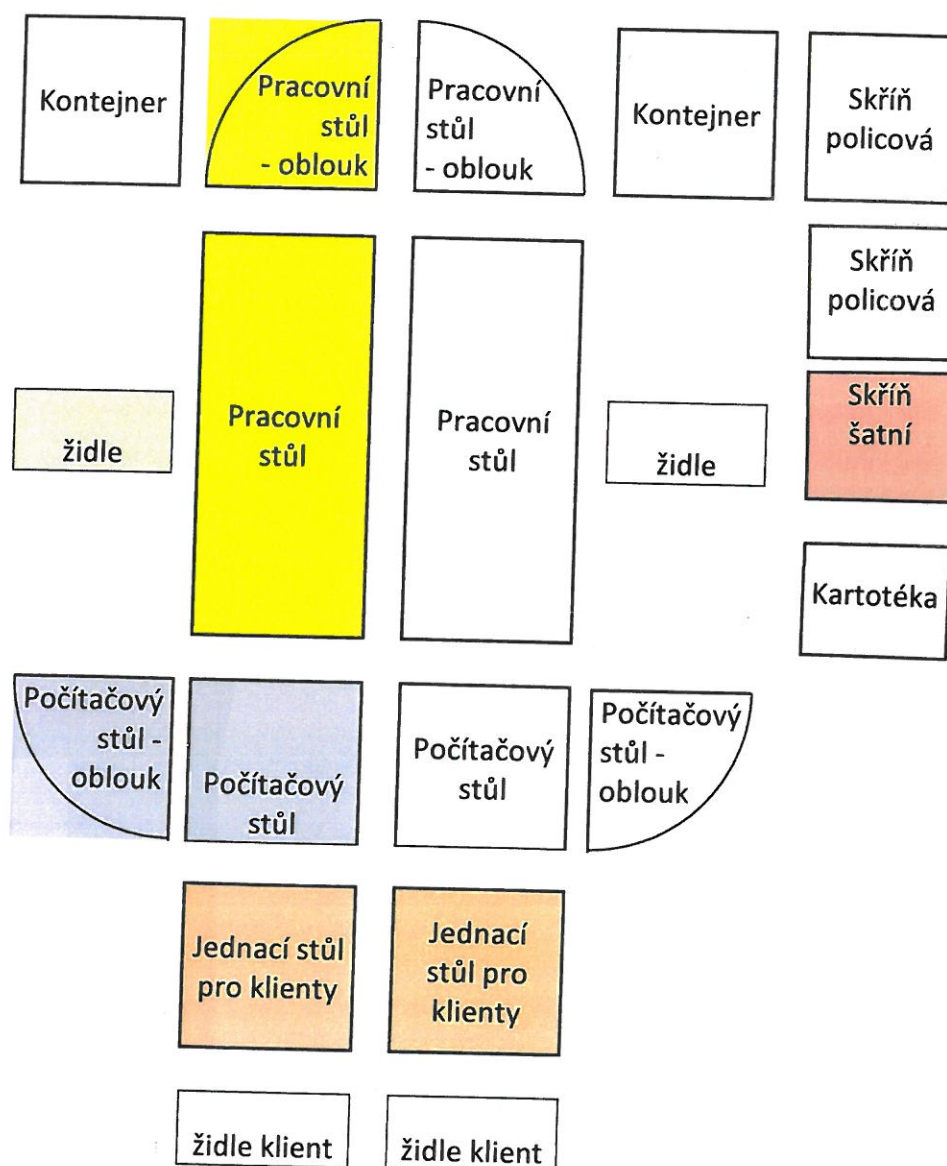 Kontejner
Pracovní
stůl
- oblouk
Pracovní
stůl
- oblouk
Kontejner
Skříň
policová
Skříň
policová
Pracovní
stůl
Pracovní
stůl
židle
židle
Skříň
šatní
Kartotéka
Počítačový
stůl -
oblouk
Počítačový
stůl
Počítačový
stůl
Počítačový
stůl -
oblouk
Jednací stůl
pro klienty
Jednací
stůl pro
klienty
židle klient
židle klient